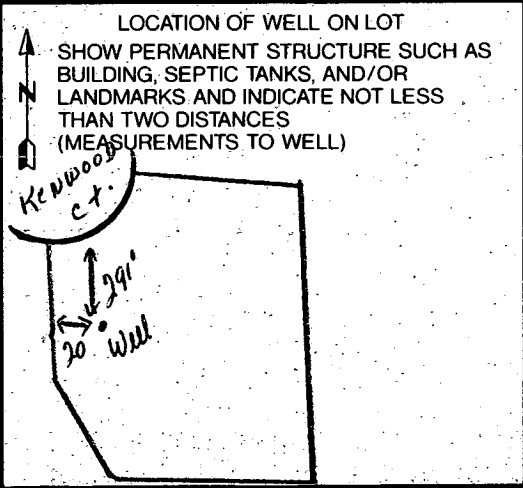 LOCATION OF WELL ON LOT
SHOW PERMANENT STRUCTURE SUCH AS
BUILDING, SEPTIC TANKS, AND/OR
LANDMARKS AND INDICATE NOT LESS
THAN TWO DISTANCES
(MEASUREMENTS TO WELL)
N
KENWOOD
Ct.
291'
20
Well